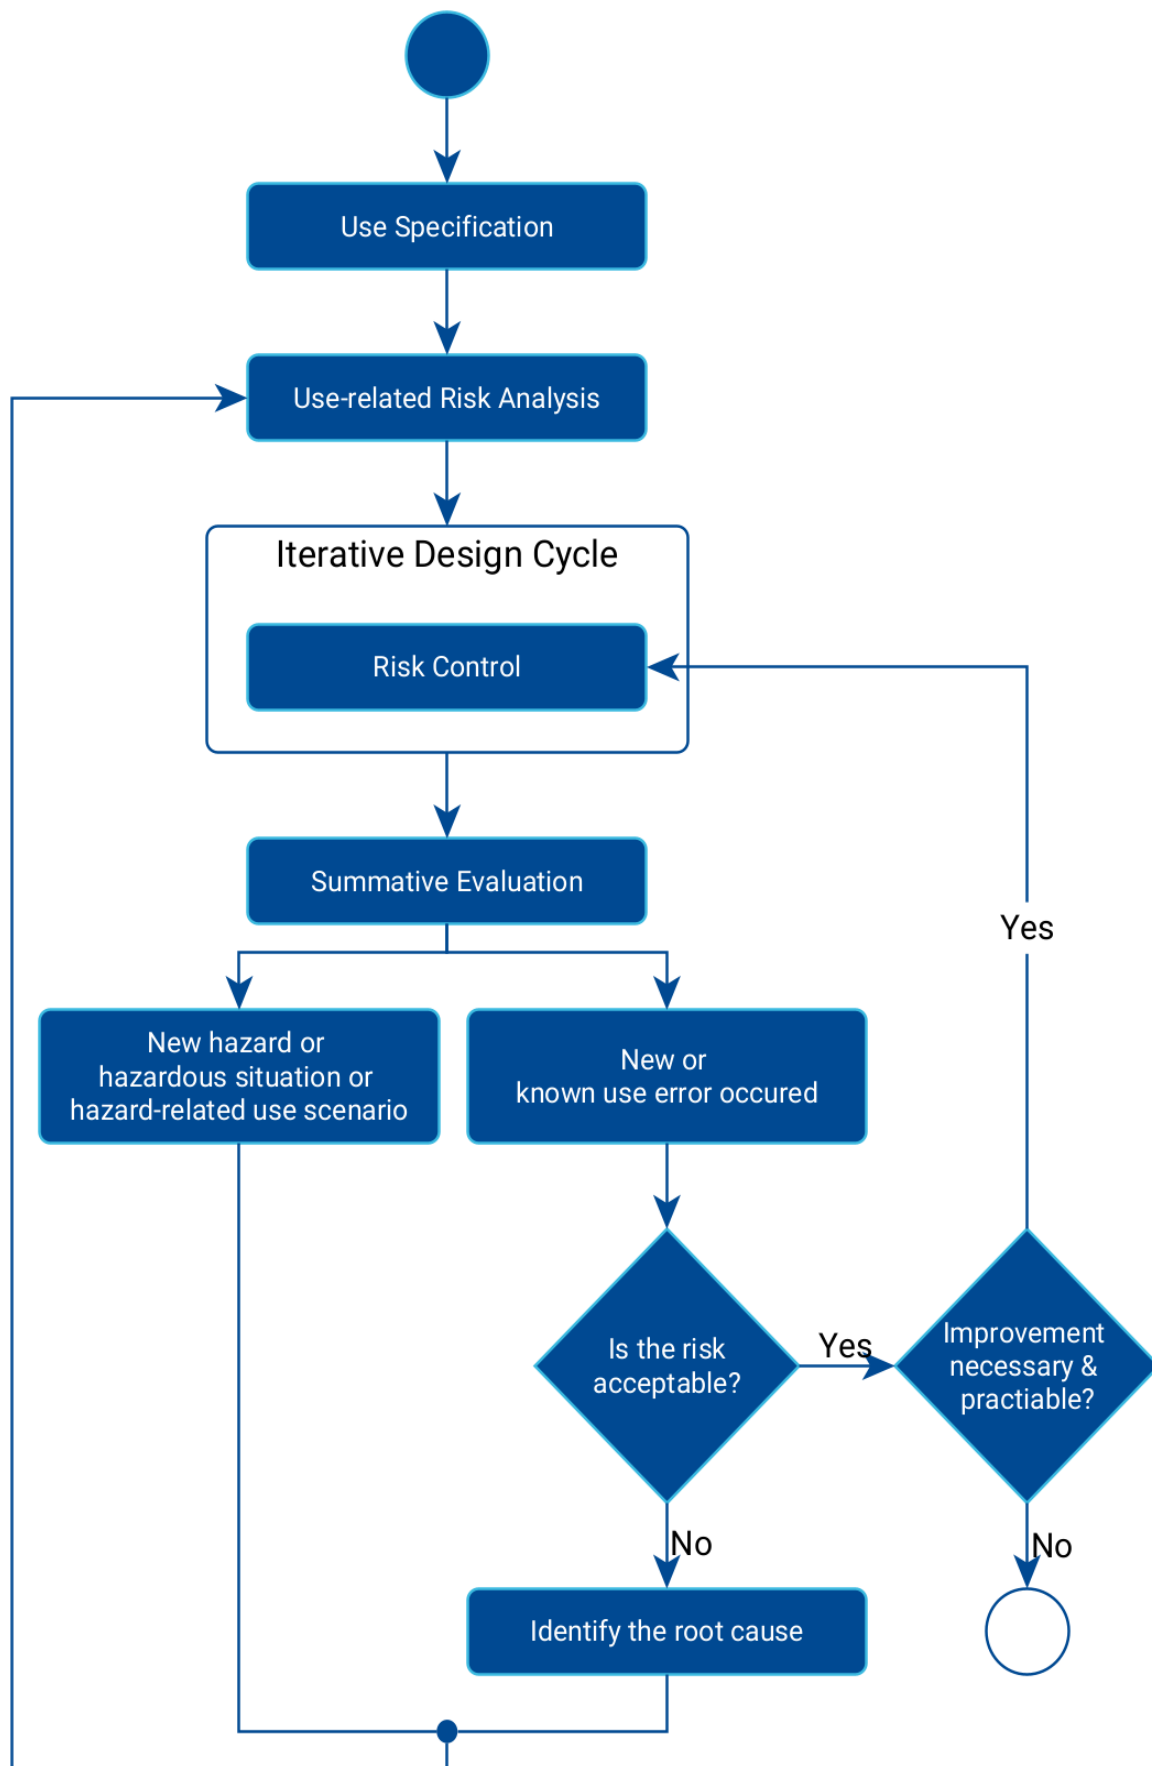 Use Specification
Use-related Risk Analysis
Iterative Design Cycle
Risk Control
Summative Evaluation
Yes
New hazard or
hazardous situation or
hazard-related use scenario
New or
known use error occured
Is the risk
acceptable?
Yes
Improvement
necessary &
practiable?
No
No
Identify the root cause